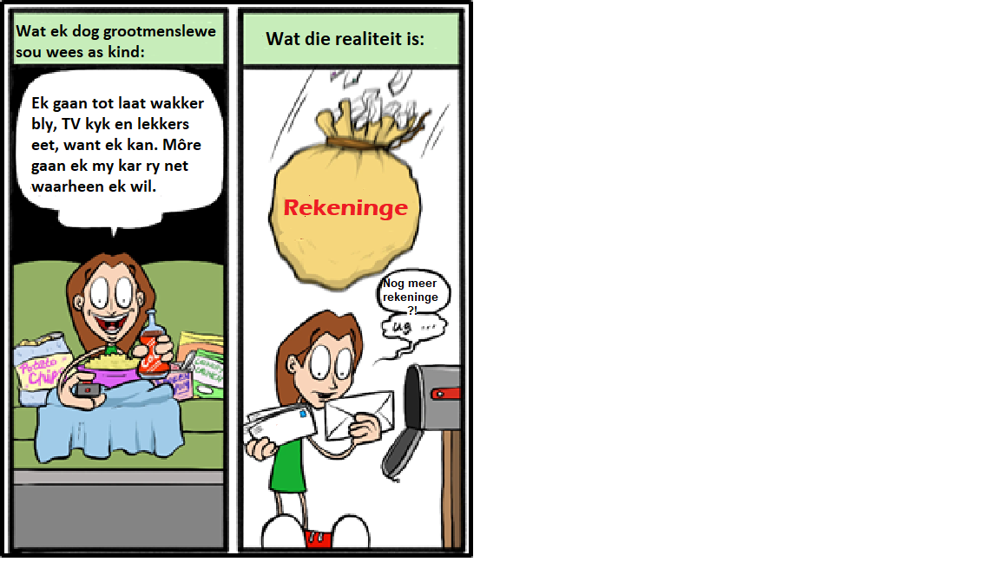 Wat ek dog grootmenslewe
sou wees as kind:
Ek gaan tot laat wakker
bly, TV kyk en lekkers
eet, want ek kan. Môre
gaan ek my kar ry net
waarheen ek wil.
Potato
Chips
Wat die realiteit is:
Rekeninge
Nog meer
rekeninge
?!
ug ...